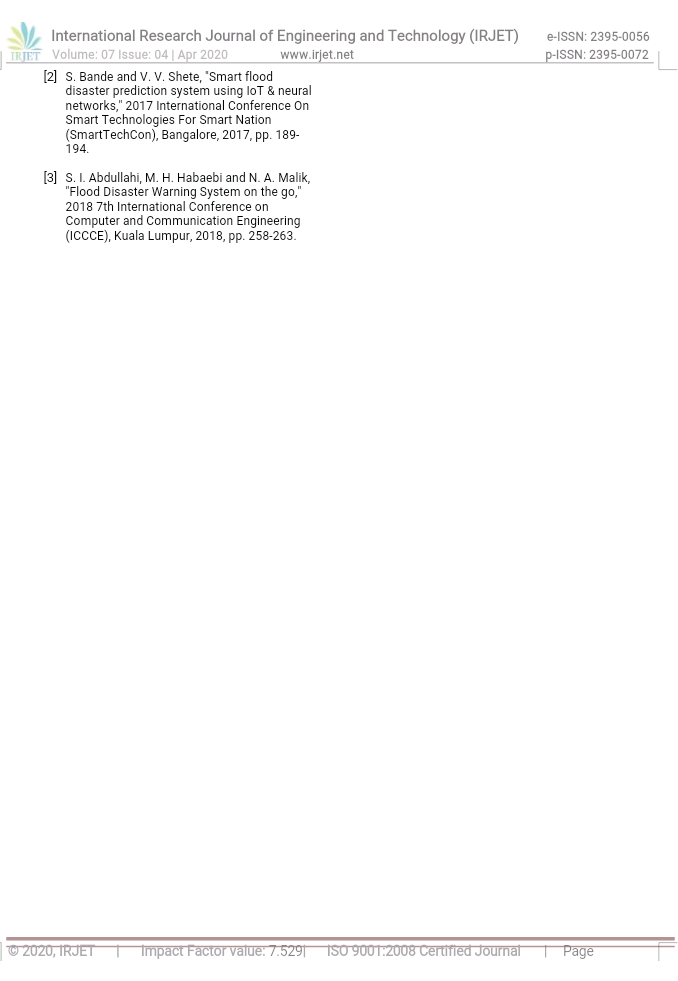 International Research Journal of Engineering and Technology (IRJET) e-ISSN: 2395-0056
IRJET Volume: 07 Issue: 04 | Apr 2020 www.irjet.net p-ISSN: 2395-0072
[2] S. Bande and V. V. Shete, "Smart flood
disaster prediction system using IoT & neural
networks," 2017 International Conference On
Smart Technologies For Smart Nation
(SmartTechCon), Bangalore, 2017, pp. 189-
194.
[3] S. I. Abdullahi, M. H. Habaebi and N. A. Malik,
"Flood Disaster Warning System on the go,"
2018 7th International Conference on
Computer and Communication Engineering
(ICCCE), Kuala Lumpur, 2018, pp. 258-263.
© 2020, IRJET | Impact Factor value: 7.529| ISO 9001:2008 Certified Journal | Page